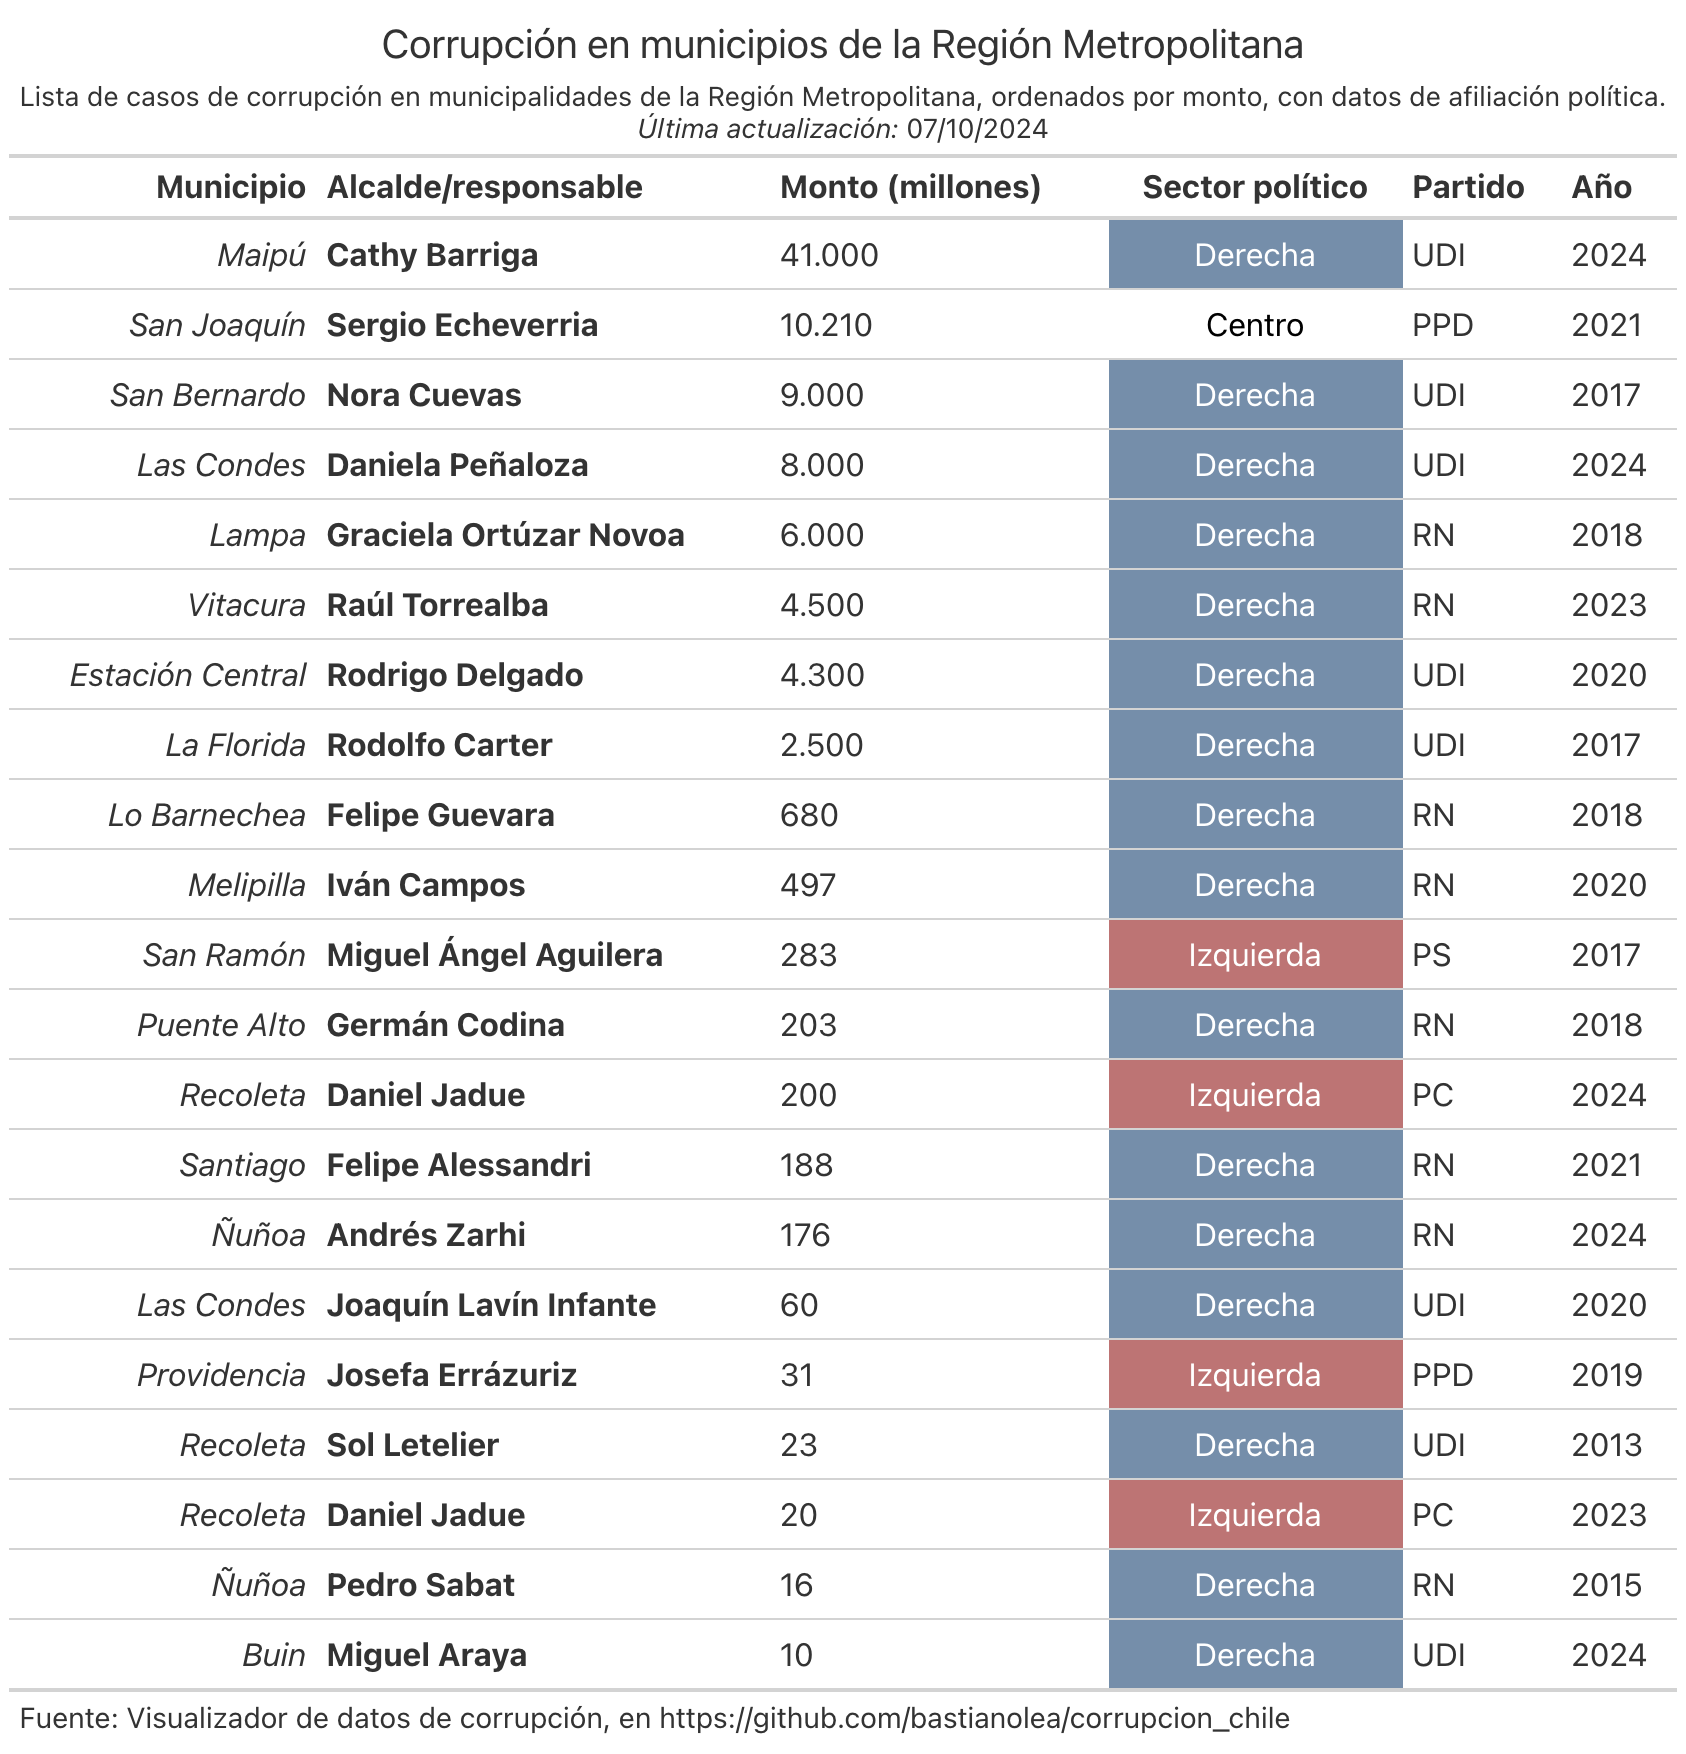 Corrupción en municipios de la Región Metropolitana
Lista de casos de corrupción en municipalidades de la Región Metropolitana, ordenados por monto, con datos de afiliación política.
Última actualización: 07/10/2024
Municipio Alcalde/responsable Monto (millones) Sector político Partido Año
Maipú Cathy Barriga 41.000 Derecha UDI 2024
San Joaquín Sergio Echeverria 10.210 Centro PPD 2021
San Bernardo Nora Cuevas 9.000 Derecha UDI 2017
Las Condes Daniela Peñaloza 8.000 Derecha UDI 2024
Lampa Graciela Ortúzar Novoa 6.000 Derecha RN 2018
Vitacura Raúl Torrealba 4.500 Derecha RN 2023
Estación Central Rodrigo Delgado 4.300 Derecha UDI 2020
La Florida Rodolfo Carter 2.500 Derecha UDI 2017
Lo Barnechea Felipe Guevara 680 Derecha RN 2018
Melipilla Iván Campos 497 Derecha RN 2020
San Ramón Miguel Ángel Aguilera 283 Izquierda PS 2017
Puente Alto Germán Codina 203 Derecha RN 2018
Recoleta Daniel Jadue 200 Izquierda PC 2024
Santiago Felipe Alessandri 188 Derecha RN 2021
Ñuñoa Andrés Zarhi 176 Derecha RN 2024
Las Condes Joaquín Lavín Infante 60 Derecha UDI 2020
Providencia Josefa Errázuriz 31 Izquierda PPD 2019
Recoleta Sol Letelier 23 Derecha UDI 2013
Recoleta Daniel Jadue 20 Izquierda PC 2023
Ñuñoa Pedro Sabat 16 Derecha RN 2015
Buin Miguel Araya 10 Derecha UDI 2024
Fuente: Visualizador de datos de corrupción, en https://github.com/bastianolea/corrupcion_chile